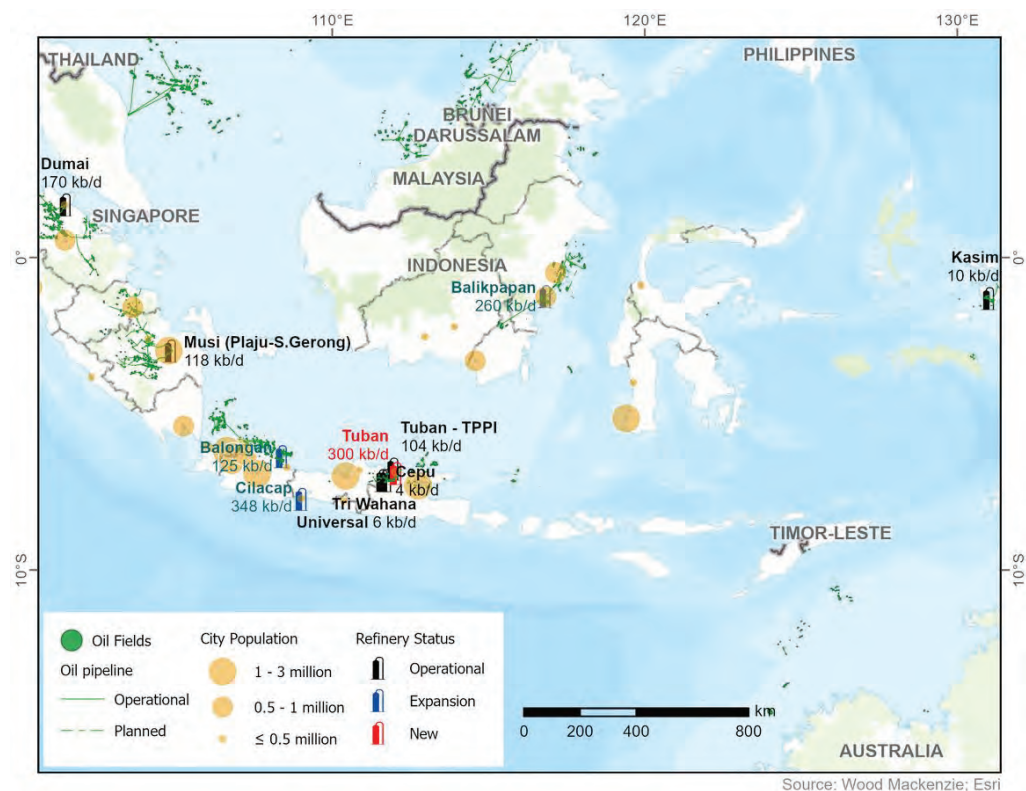 110°E
120°E
130°E
THAILAND
PHILIPPINES
BRUNEI
DARUSSALAM
Dumai
170 kb/d
MALAYSIA
SINGAPORE
0°
INDONESIA
Kasim
10 kb/d
0°
Balikpapan
260 kb/d
Musi (Plaju-S.Gerong)
118 kb/d
Tuban
300 kb/d
Tuban - TPPI
104 kb/d
Balongan
125 kb/d
Cepu
4 kb/d
Cilacap
348 kb/d
Tri Wahana
Universal 6 kb/d
TIMOR-LESTE
10°S
10°S
Oil Fields
Oil pipeline
Operational
Planned
City Population
1 - 3 million
0.5 - 1 million
≤ 0.5 million
Refinery Status
Operational
Expansion
New
km
0 200 400 800
AUSTRALIA
Source: Wood Mackenzie; Esri